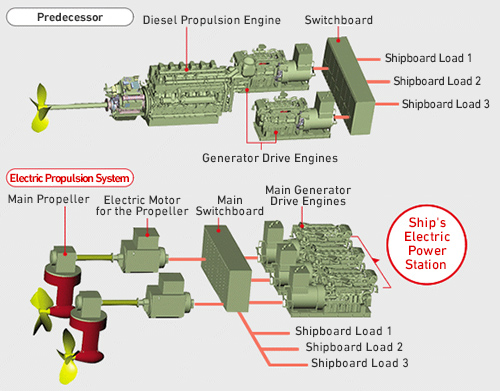 Predecessor
Diesel Propulsion Engine
Switchboard
Shipboard Load 1
Shipboard Load 2
Shipboard Load 3
Generator Drive Engines
Electric Propulsion System
Main Propeller
Electric Motor
for the Propeller
Main
Switchboard
Main Generator
Drive Engines
Ship's
Electric
Power
Station
Shipboard Load 1
Shipboard Load 2
Shipboard Load 3